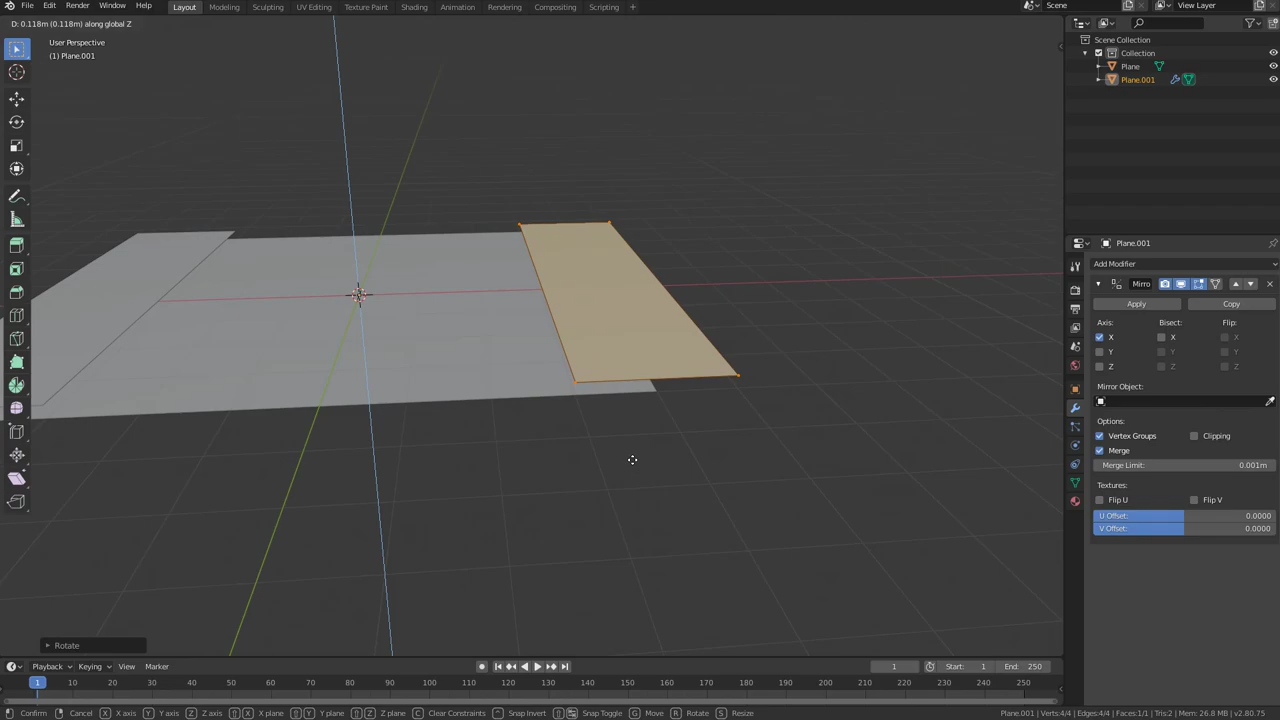 File Edit Render Window Help Layout Modeling Sculpting UV Editing Texture Paint Shading Animation Rendering Compositing Scripting Scene View Layer
D: 0.118m (0.118m) along global Z
User Perspective
(1) Plane.001
Scene Collection
Collection
Plane
Plane.001
Plane.001
Add Modifier
Mirro
Apply Copy
Axis: Bisect: Flip:
X X X
Y Y Y
Z Z Z
Mirror Object:
Options:
Vertex Groups Clipping
Merge
Merge Limit: 0.001m
Textures:
Flip U Flip V
U Offset: 0.0000
V Offset: 0.0000
Rotate
Playback Keying View Marker 1 Start: 1 End: 250
1 10 20 30 40 50 60 70 80 90 100 110 120 130 140 150 160 170 180 190 200 210 220 230 240 250
Confirm Cancel X X axis Y Y axis Z Z axis X X plane Y Y plane Z Z plane C Clear Constraints Snap Invert Snap Toggle G Move R Rotate S Resize Plane.001 | Verts:4/4 | Edges:4/4 | Faces:1/1 | Tris:2 | Mem: 26.8 MB | v2.80.75